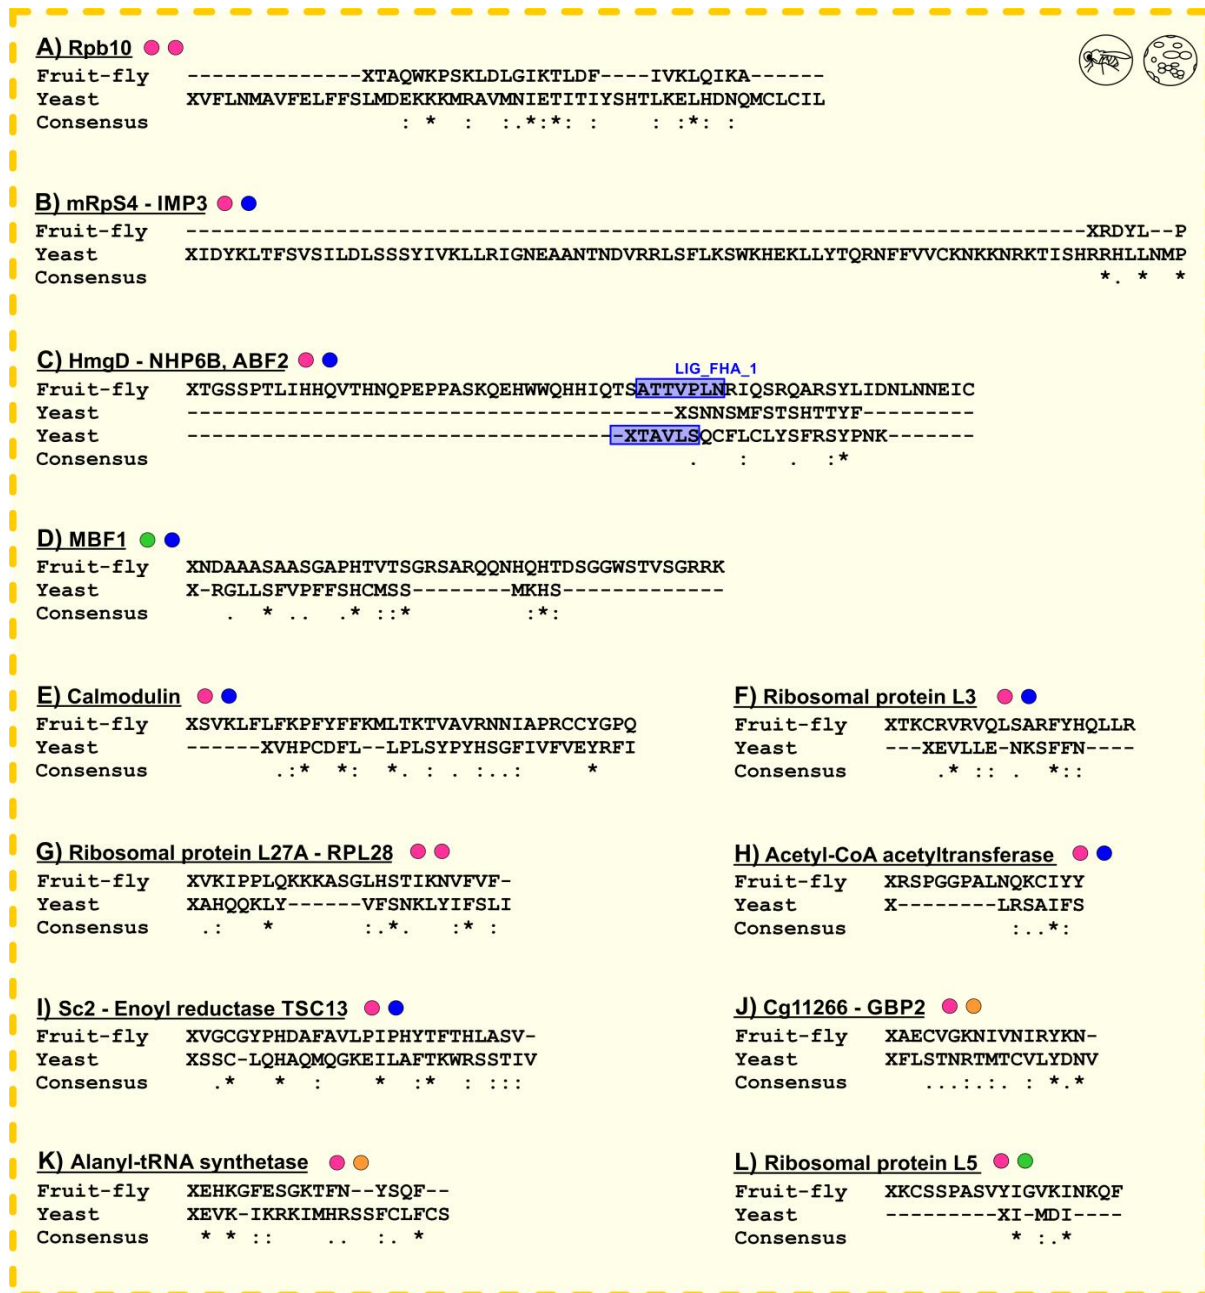 A) Rpb10
Fruit-fly   --------------XTAQWKPSKLDLGIKTLDF----IVKLQIKA------
Yeast       XVFLNMAVFELFFSLMDEKKKMRAVMNIETITIYSHTLKELHDNQMCLCIL
Consensus                    : *  :  :.*:*: :    : :*: :
B) mRpS4 - IMP3
Fruit-fly   ------------------------------------------------------------------------XRDYL--P
Yeast       XIDYKLTFSVSILDLSSSYIVKLLRIGNEAANTNDVRRLSFLKSWKHEKLLYTQRNFFVVCKNKKNRKTISHRRHLLNMP
Consensus                                                                            *. *  *
C) HmgD - NHP6B, ABF2
LIG_FHA_1
Fruit-fly   XTGSSPTLIHHQVTHNQPEPPASKQEHWWQHHIQTSATTVPLNRIQSRQARSYLIDNLNNEIC
Yeast       ---------------------------------------XSNNSMFSTSHTTYF---------
Yeast       -----------------------------------XTAVLSQCFLCLYSFRSYPNK-------
Consensus                                           .   :   .  :*
D) MBF1
Fruit-fly   XNDAAASAASGAPHTVTSGRSARQQNHQHTDSGGWSTVSGRRK
Yeast       X-RGLLSFVPFFSHCMSS--------MKHS-------------
Consensus      .  * ..  .* ::*         :*:
E) Calmodulin
Fruit-fly   XSVKLFLFKPFYFFKMLTKTVAVRNNIAPRCCYGPQ
Yeast       ------XVHPCDFL--LPLSYPYHSGFIVFVEYRFI
Consensus          .:*  *:  *. : . :..:     *
F) Ribosomal protein L3
Fruit-fly   XTKCRVRVQLSARFYHQLLR
Yeast       ---XEVLLE-NKSFFN----
Consensus       .* :: .  *::
G) Ribosomal protein L27A - RPL28
Fruit-fly   XVKIPPLQKKKASGLHSTIKNVFVF-
Yeast       XAHQQKLY------VFSNKLYIFSLI
Consensus    .:   *       :.*.   :* :
H) Acetyl-CoA acetyltransferase
Fruit-fly   XRSPGGPALNQKCIYY
Yeast       X--------LRSAIFS
Consensus             :..*:
I) Sc2 - Enoyl reductase TSC13
Fruit-fly   XVGCGYPHDAFAVLPIPHYTFTHLASV-
Yeast       XSSC-LQHAQMQGKEILAFTKWRSSTIV
Consensus     .*   *  :    *  :*  : :::
J) Cg11266 - GBP2
Fruit-fly   XAECVGKNIVNIRYKN-
Yeast       XFLSTNRTMTCVLYDNV
Consensus      ...:.:. : *.*
K) Alanyl-tRNA synthetase
Fruit-fly   XEHKGFESGKTFN--YSQF--
Yeast       XEVK-IKRKIMHRSSFCLFCS
Consensus    * * ::    ..  :. *
L) Ribosomal protein L5
Fruit-fly   XKCSSPASVYIGVKINKQF
Yeast       ---------XI-MDI----
Consensus             * :.*